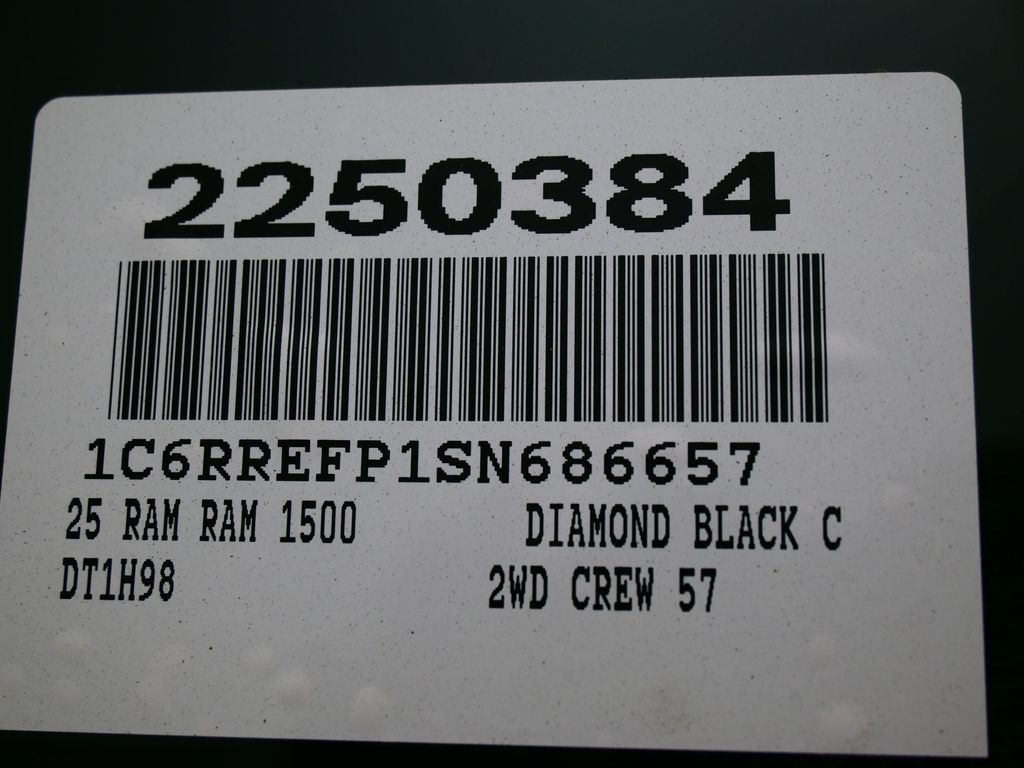 2250384
1C6RREFP1SN686657
25 RAM RAM 1500 DIAMOND BLACK C
DT1H98 2WD CREW 57